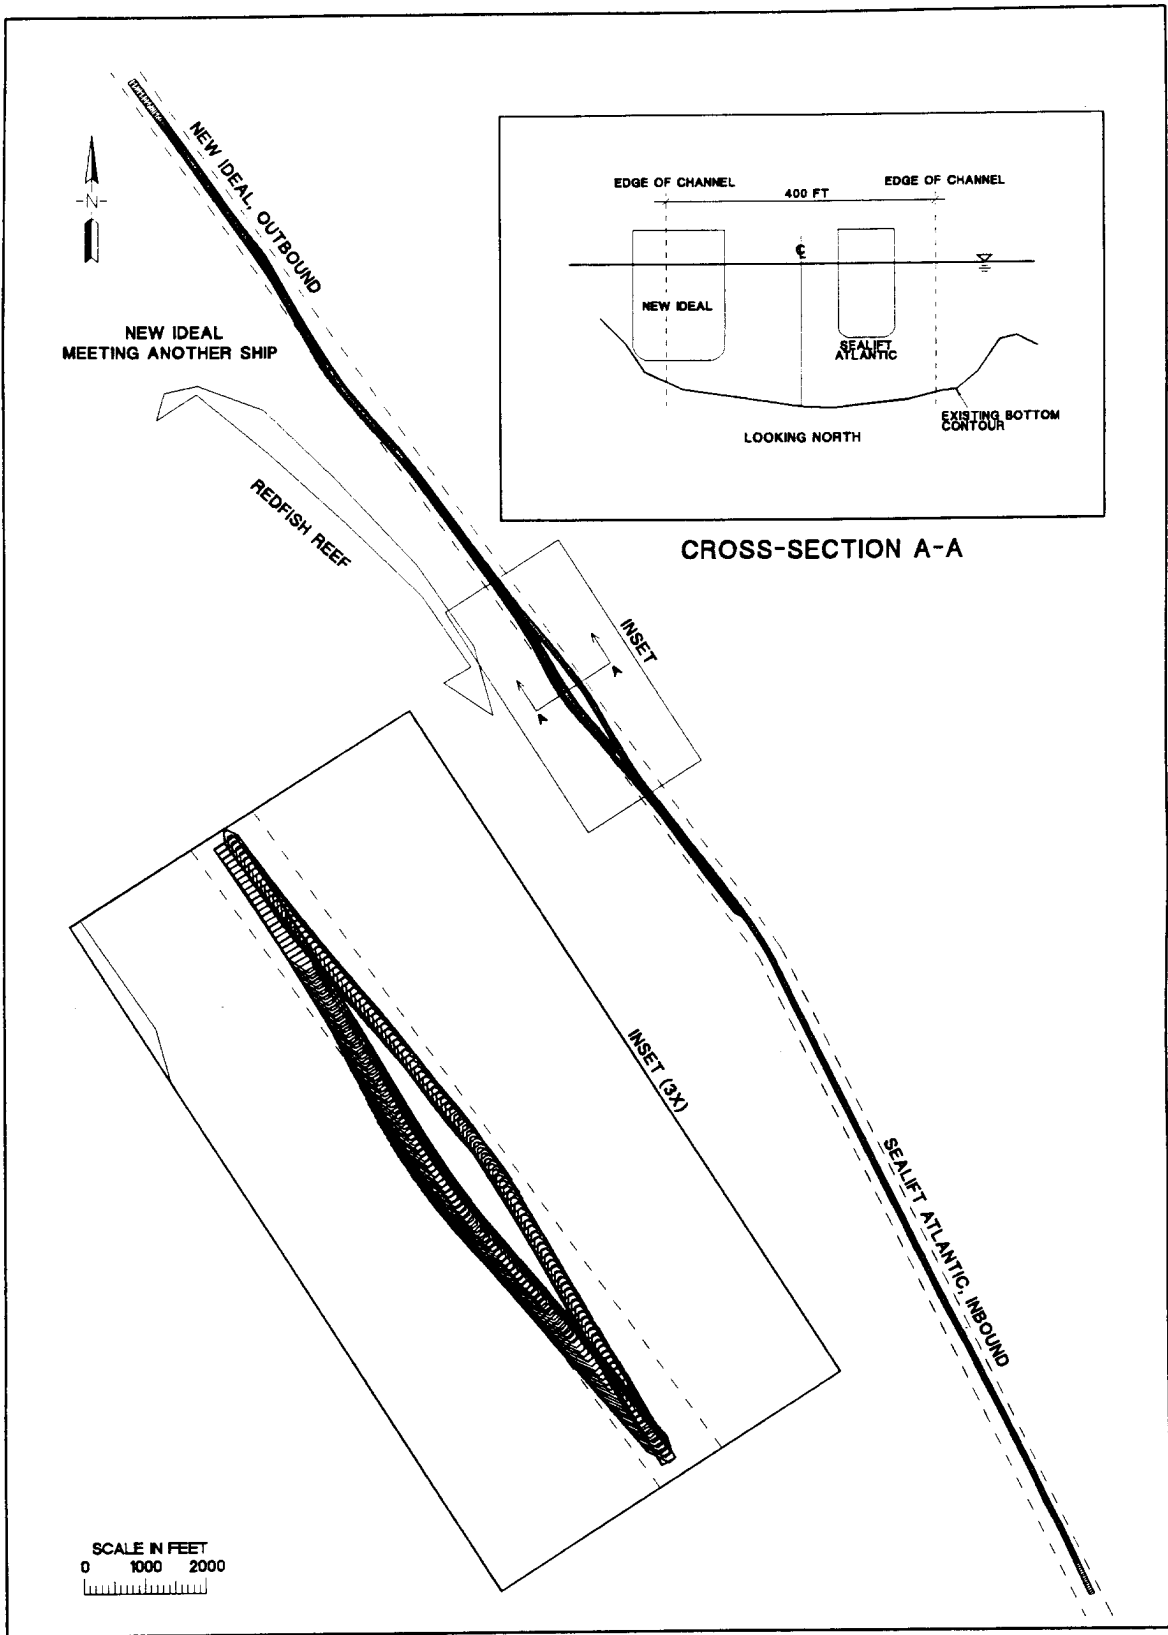 NEW IDEAL, OUTBOUND
-N-
NEW IDEAL
MEETING ANOTHER SHIP
REDFISH REEF
EDGE OF CHANNEL
EDGE OF CHANNEL
400 FT
℄
NEW IDEAL
SEALIFT
ATLANTIC
EXISTING BOTTOM
CONTOUR
LOOKING NORTH
CROSS-SECTION A-A
INSET
A
A
INSET (3X)
SEALIFT ATLANTIC, INBOUND
SCALE IN FEET
0 1000 2000